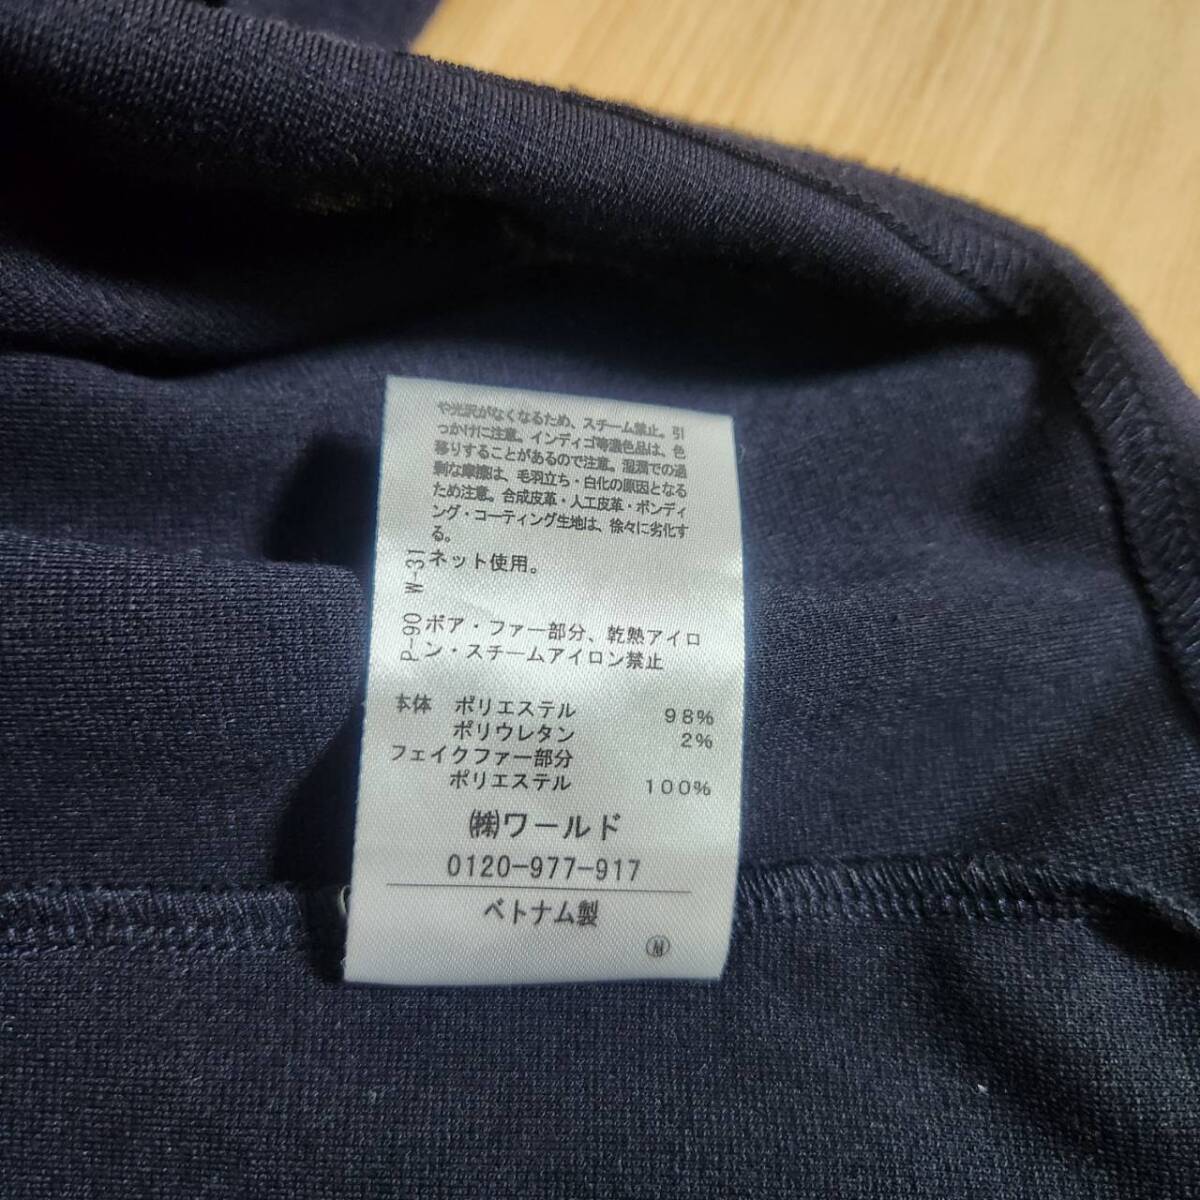 や光沢がなくなるため、スチーム禁止。引
っかけに注意。インディゴ等濃色品は、色
移りすることがあるので注意。湿潤での過
剰な摩擦は、毛羽立ち・白化の原因となる
ため注意。合成皮革・人工皮革・ボンディ
ング・コーティング生地は、徐々に劣化す
る。
ネット使用。
P-90 W-31
ボア・ファー部分、乾熱アイロ
ン・スチームアイロン禁止
本体 ポリエステル 98%
ポリウレタン 2%
フェイクファー部分
ポリエステル 100%
㈱ワールド
0120-977-917
ベトナム製
Ⓜ